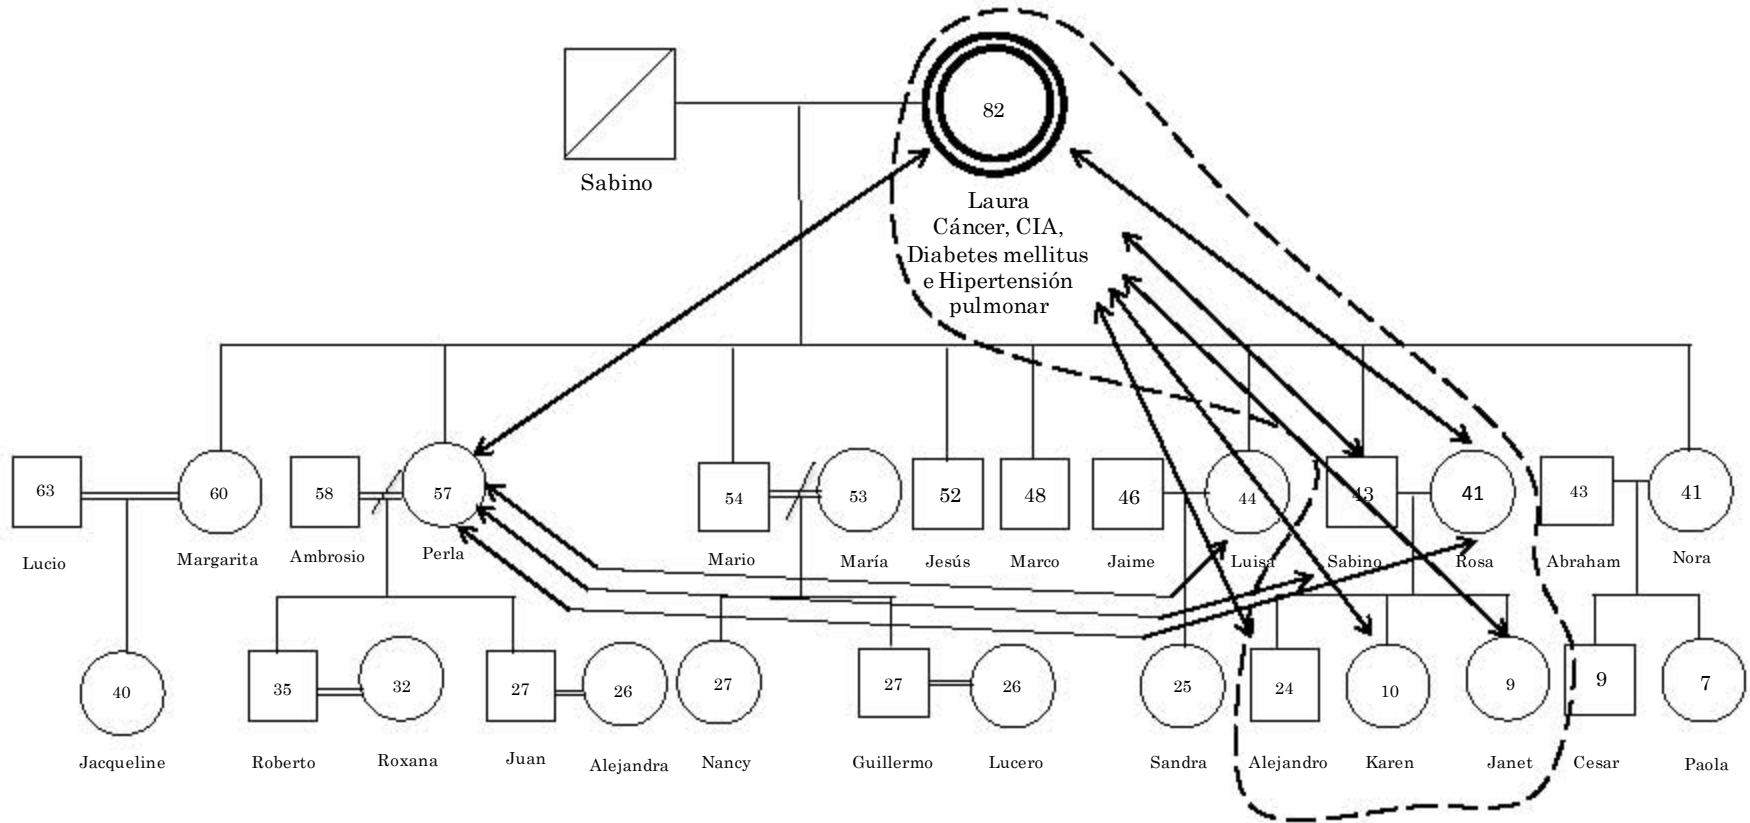 82
Sabino
Laura
Cáncer, CIA,
Diabetes mellitus
e Hipertensión
pulmonar
63
60
58
57
54
53
52
48
46
44
43
41
43
41
Lucio
Margarita
Ambrosio
Perla
Mario
María
Jesús
Marco
Jaime
Luisa
Sabino
Rosa
Abraham
Nora
40
35
32
27
26
27
27
26
25
24
10
9
9
7
Jacqueline
Roberto
Roxana
Juan
Alejandra
Nancy
Guillermo
Lucero
Sandra
Alejandro
Karen
Janet
Cesar
Paola